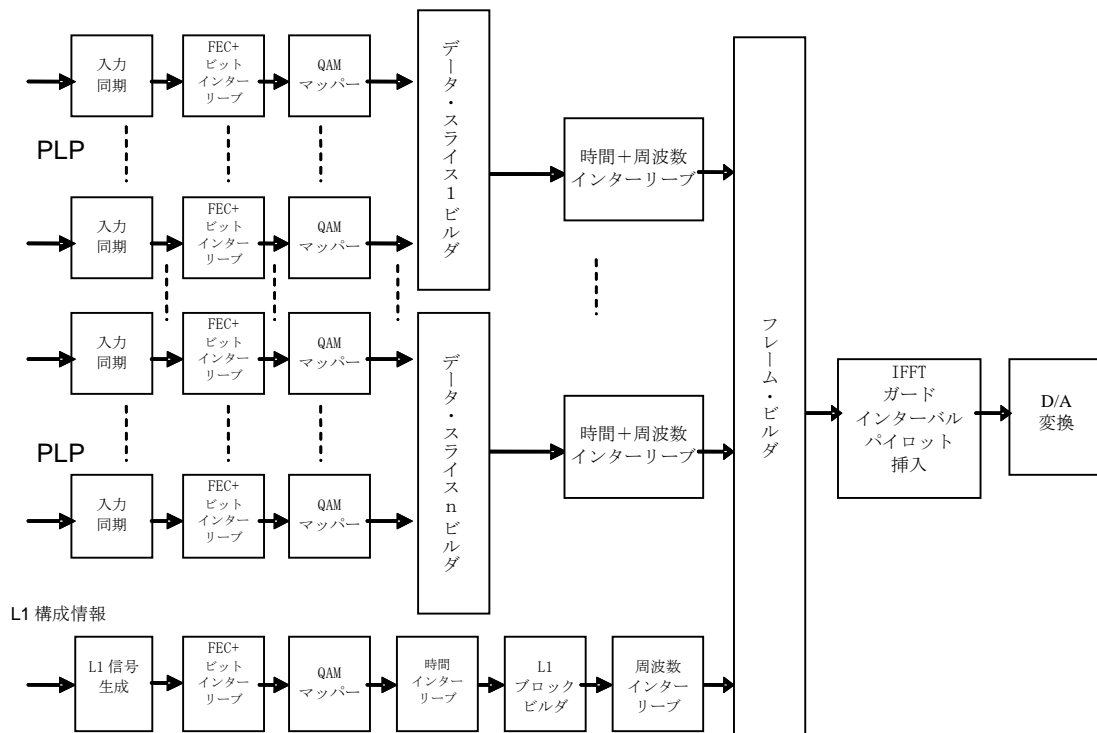 入力
同期
FEC+
ビット
インター
リーブ
QAM
マッパー
PLP
入力
同期
FEC+
ビット
インター
リーブ
QAM
マッパー
データ・スライス1ビルダ
時間＋周波数
インターリーブ
入力
同期
FEC+
ビット
インター
リーブ
QAM
マッパー
PLP
入力
同期
FEC+
ビット
インター
リーブ
QAM
マッパー
データ・スライスnビルダ
時間＋周波数
インターリーブ
L1 構成情報
L1 信号
生成
FEC+
ビット
インター
リーブ
QAM
マッパー
時間
インター
リーブ
L1
ブロック
ビルダ
周波数
インター
リーブ
フレーム・ビルダ
IFFT
ガード
インターバル
パイロット
挿入
D/A
変換